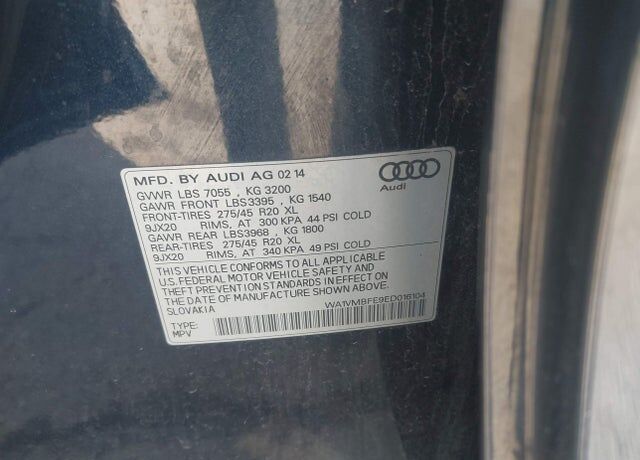 MFD. BY AUDI AG 02 14
GVWR LBS 7055 , KG 3200
GAWR FRONT LBS3395 , KG 1540
FRONT-TIRES 275/45 R20 XL
9JX20 RIMS, AT 300 KPA 44 PSI COLD
GAWR REAR LBS3968 , KG 1800
REAR-TIRES 275/45 R20 XL
9JX20 RIMS, AT 340 KPA 49 PSI COLD
Audi
THIS VEHICLE CONFORMS TO ALL APPLICABLE
U.S. FEDERAL MOTOR VEHICLE SAFETY AND
THEFT PREVENTION STANDARDS IN EFFECT
ON THE DATE OF MANUFACTURE SHOWN ABOVE.
SLOVAKIA
WA1VMBFE9ED016104
TYPE:
MPV